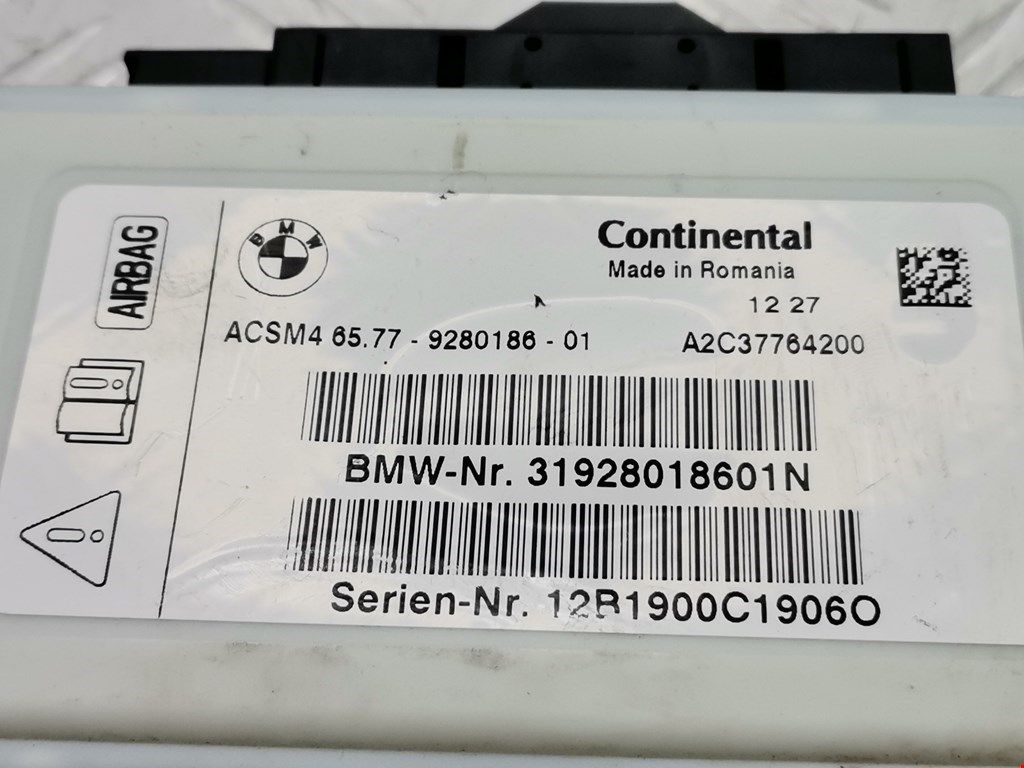 AIRBAG
BMW
Continental
Made in Romania
12 27
ACSM4 65.77 - 9280186 - 01
A2C37764200
BMW-Nr. 31928018601N
Serien-Nr. 12B1900C1906O